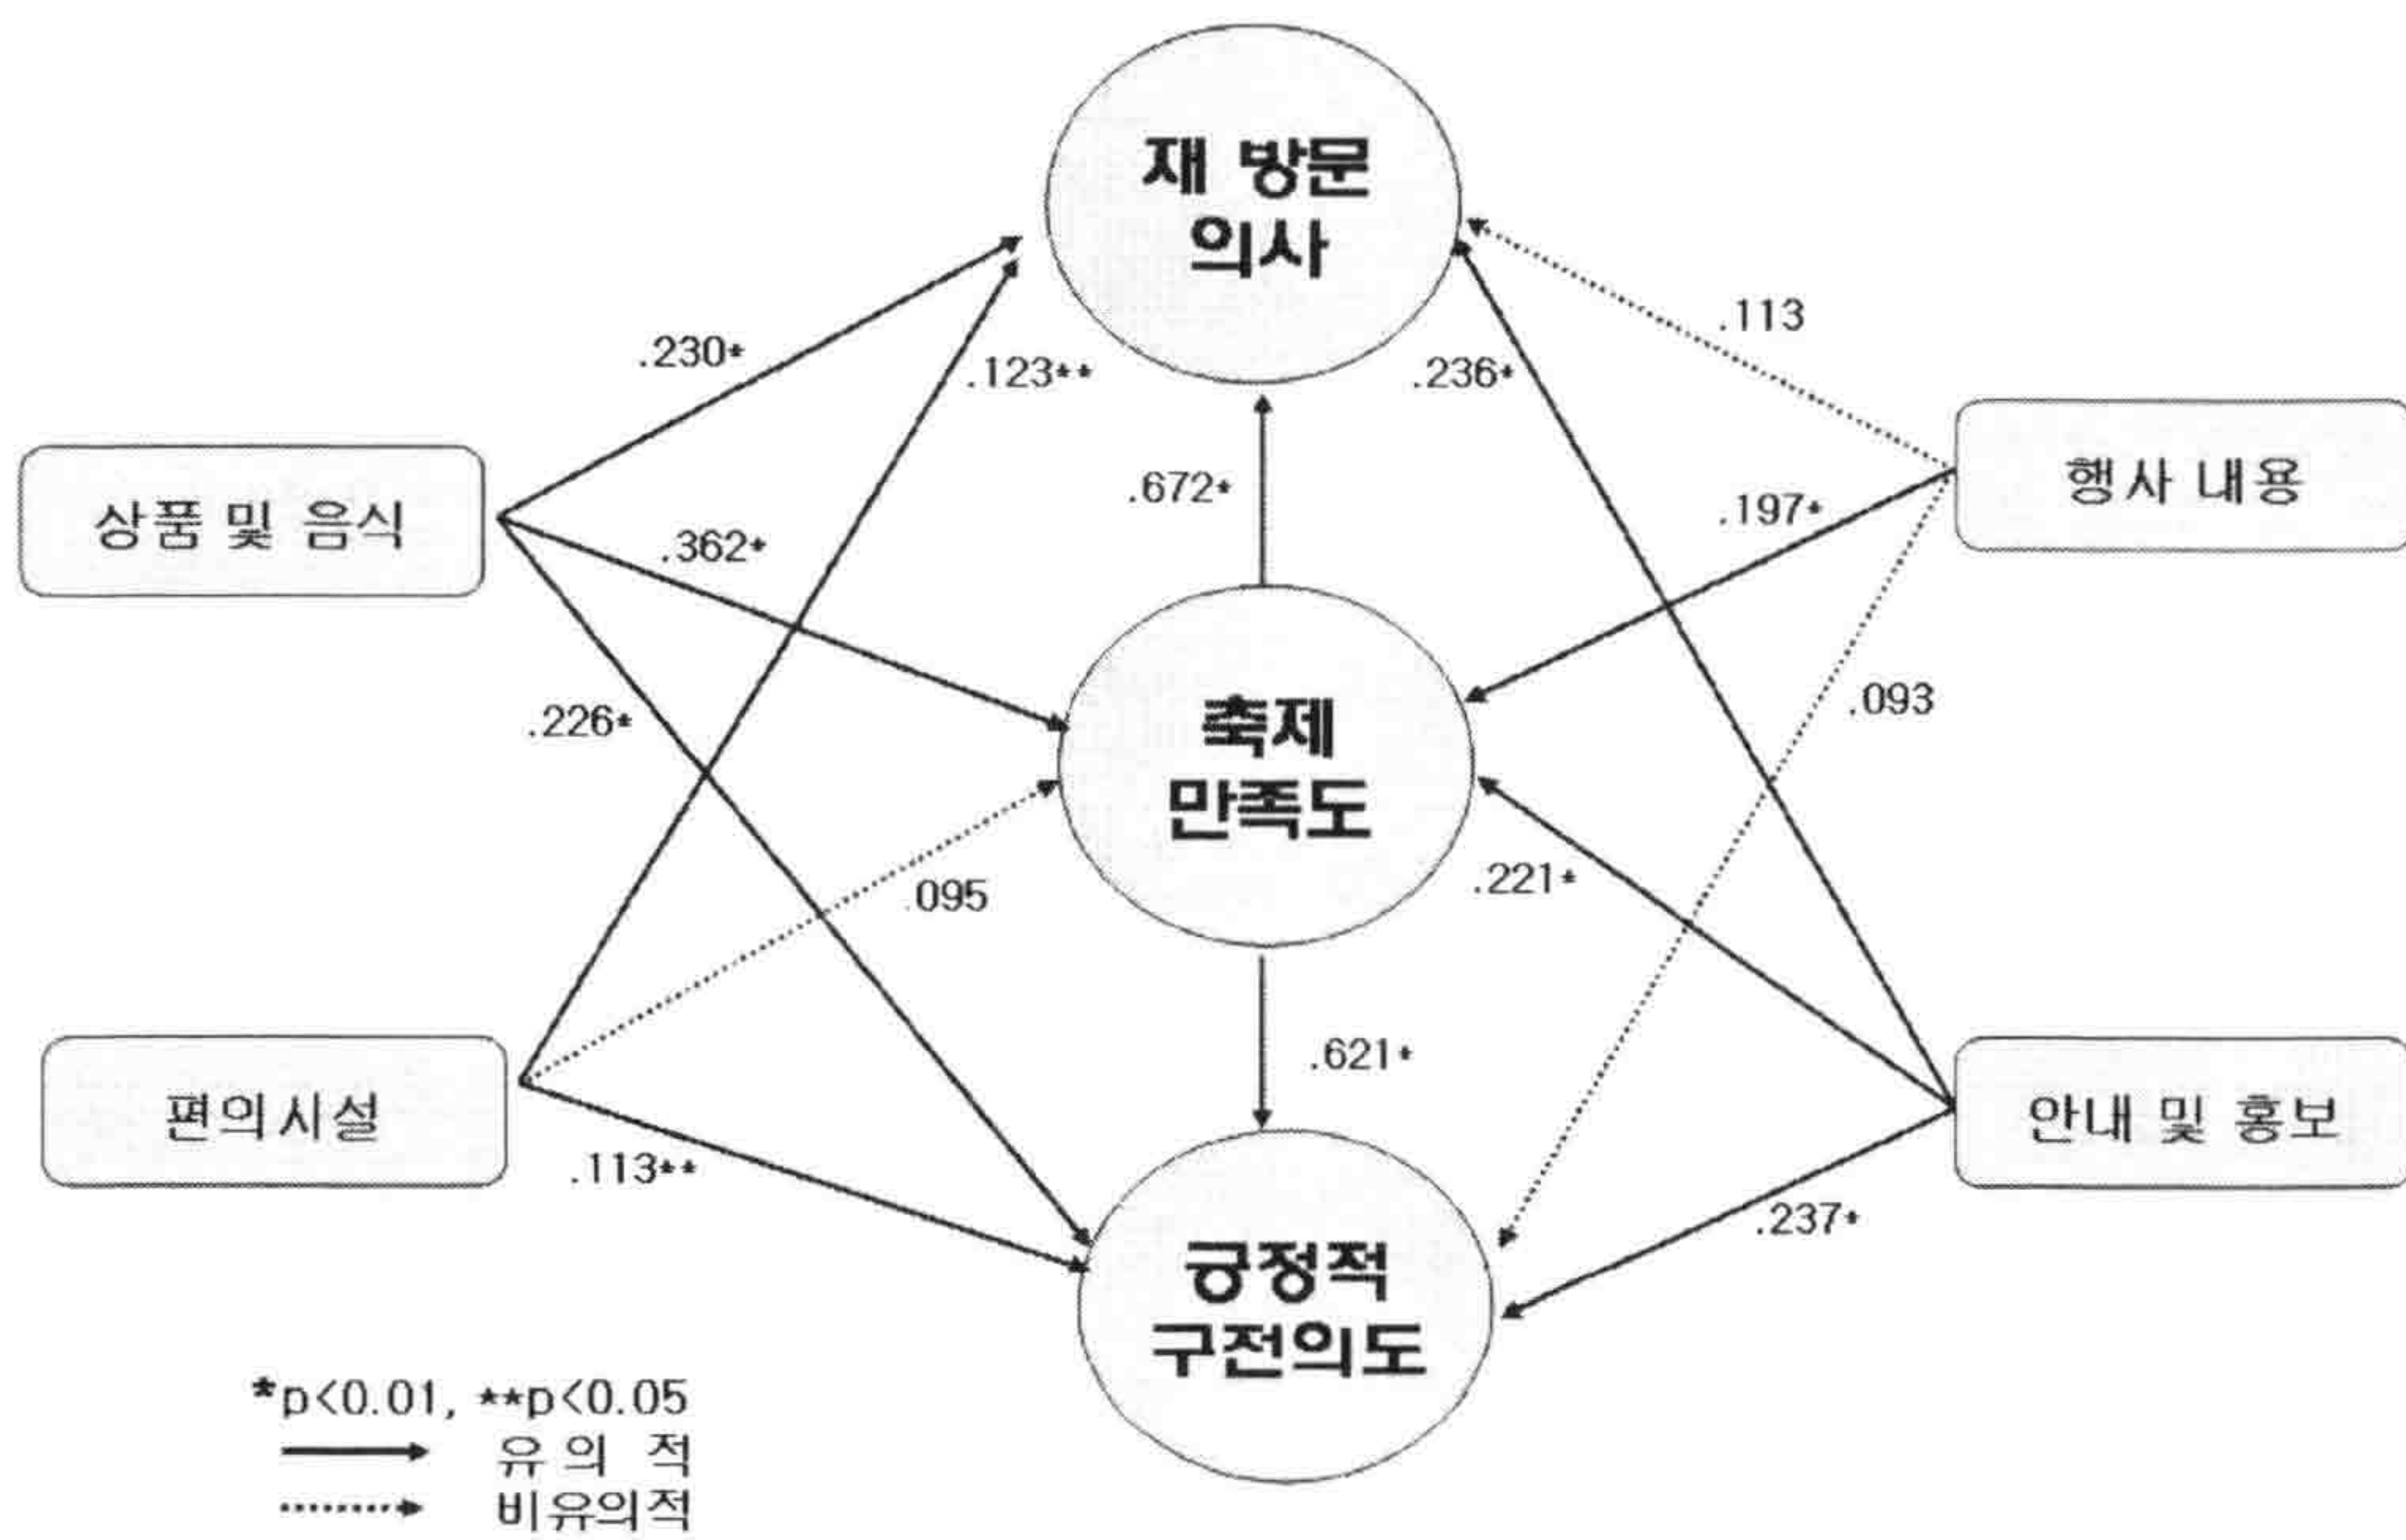 재 방문
의사
.230*
.123**
.236*
.113
상품 및 음식
.672*
행사 내용
.362*
.197*
.226*
축제
만족도
.093
.095
.221*
편의시설
.621*
안내 및 홍보
.113**
.237*
긍정적
구전의도
*p<0.01, **p<0.05
유 의 적
비유의적